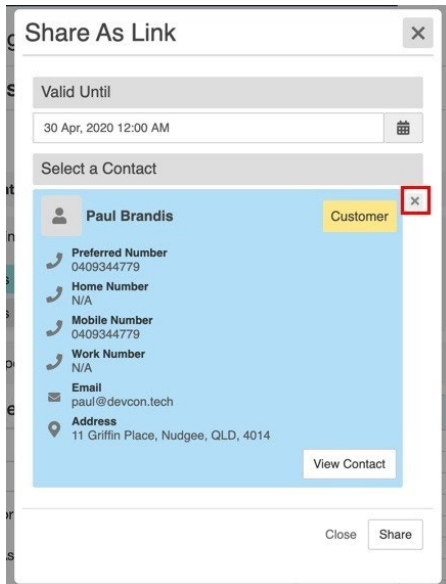 Share As Link
Valid Until
30 Apr, 2020 12:00 AM
Select a Contact
Paul Brandis
Customer
Preferred Number
0409344779
Home Number
N/A
Mobile Number
0409344779
Work Number
N/A
Email
paul@devcon.tech
Address
11 Griffin Place, Nudgee, QLD, 4014
View Contact
Close
Share